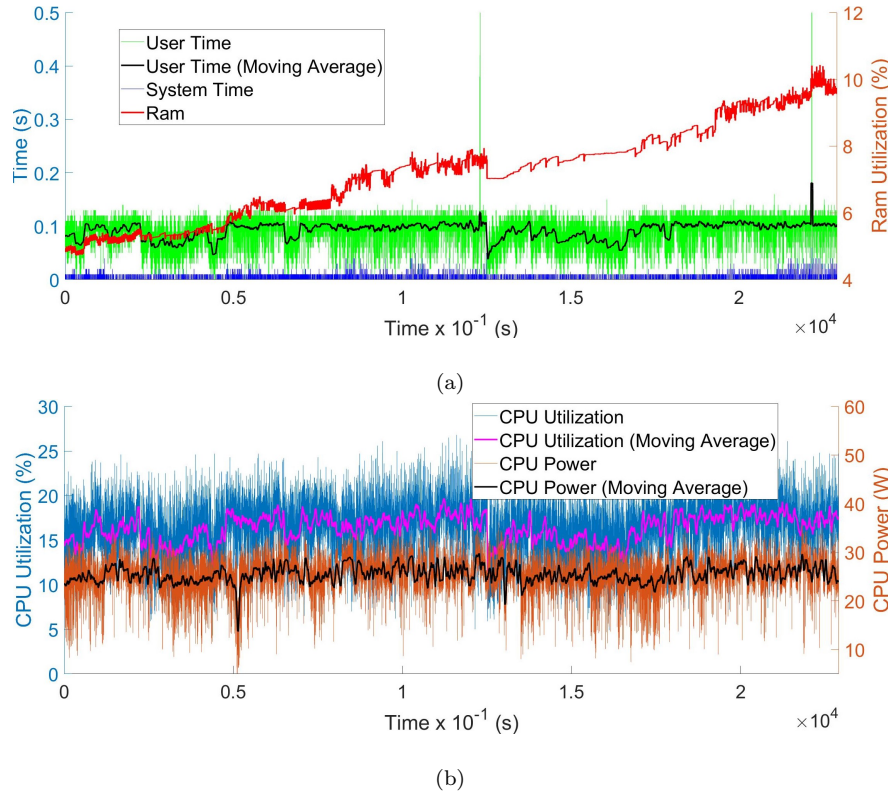 0.5
0.4
0.3
0.2
0.1
0
Time (s)
User Time
User Time (Moving Average)
System Time
Ram
12
10
8
6
4
Ram Utilization (%)
0 0.5 1 1.5 2
×10⁴
Time x 10⁻¹ (s)
(a)
30
25
20
15
10
5
0
CPU Utilization (%)
CPU Utilization
CPU Utilization (Moving Average)
CPU Power
CPU Power (Moving Average)
60
50
40
30
20
10
CPU Power (W)
0 0.5 1 1.5 2
×10⁴
Time x 10⁻¹ (s)
(b)